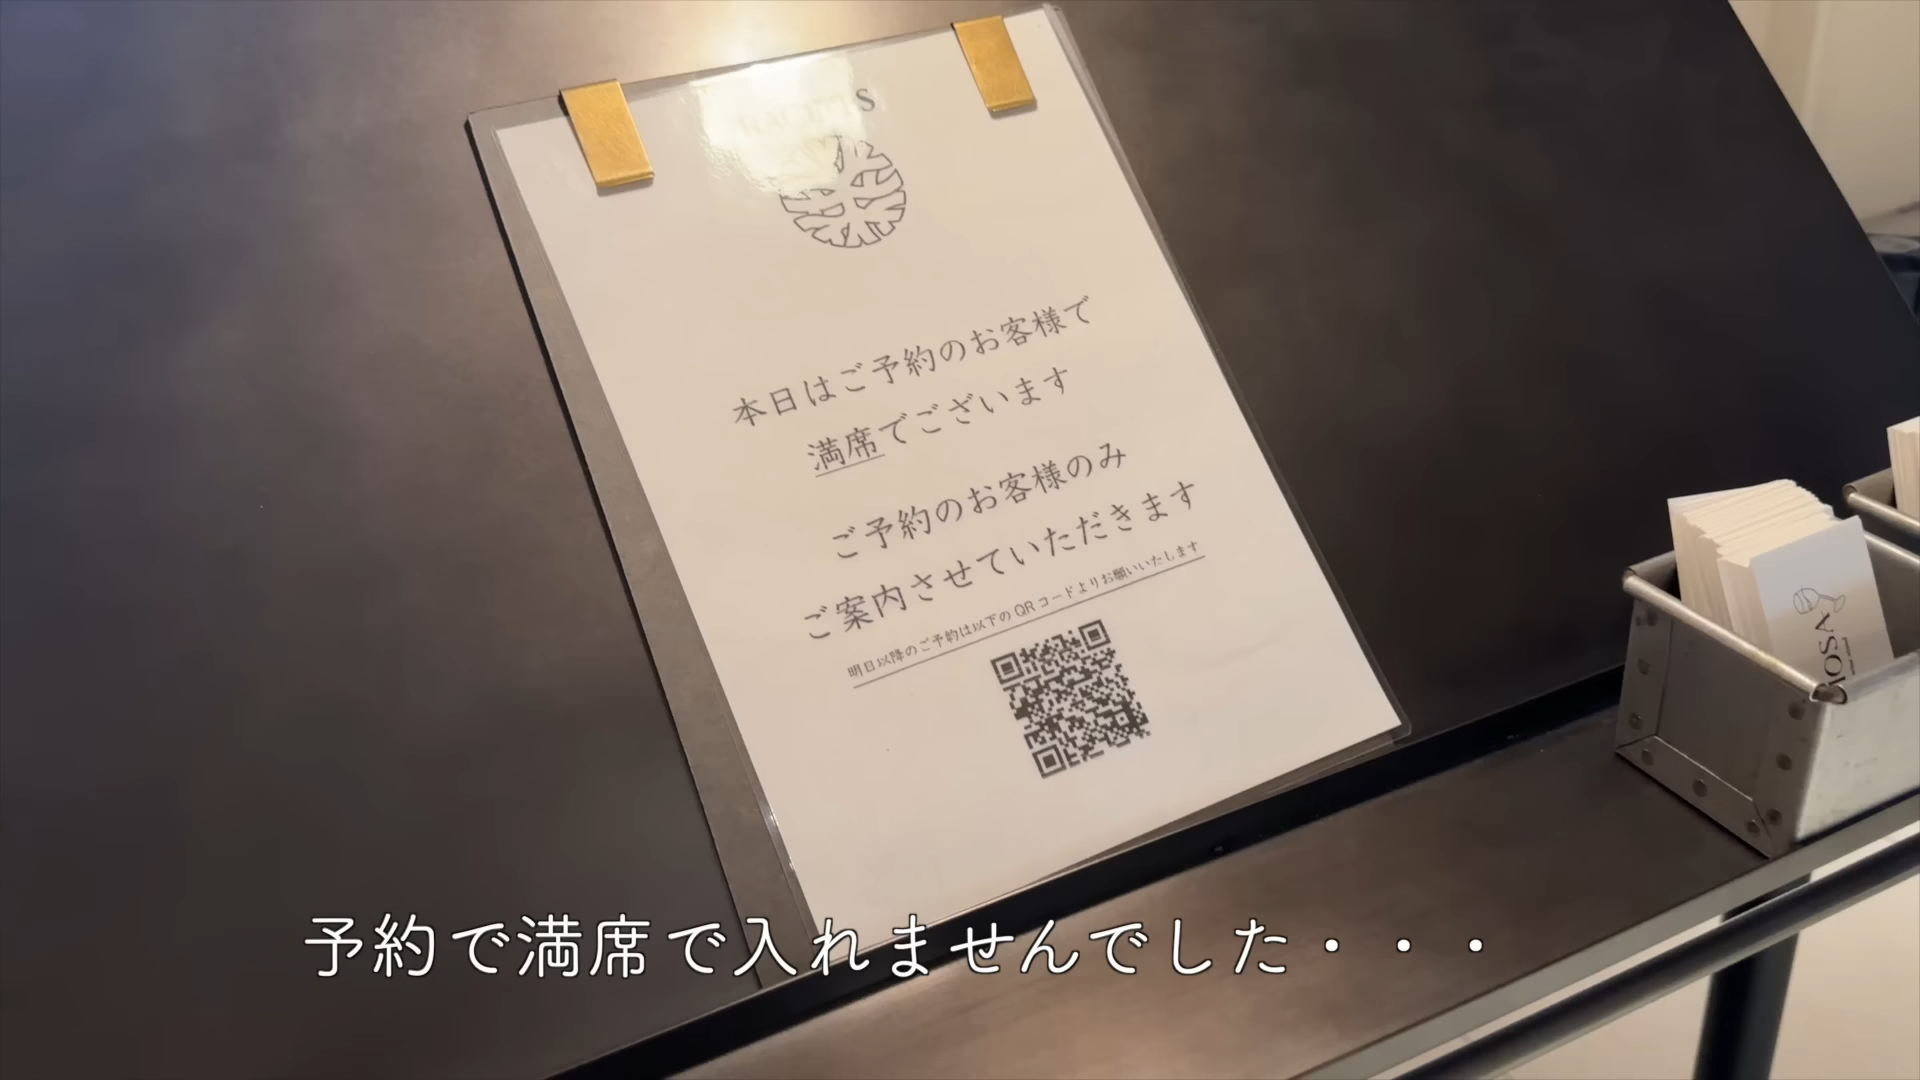 S
本日はご予約のお客様で
満席でございます
ご予約のお客様のみ
ご案内させていただきます
明日以降のご予約は以下のQRコードよりお願いいたします
予約で満席で入れませんでした・・・